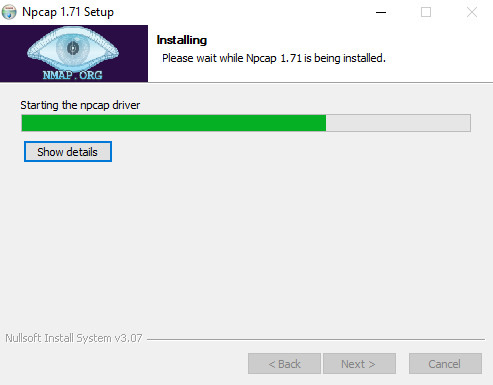 Npcap 1.71 Setup
NMAP.ORG
Installing
Please wait while Npcap 1.71 is being installed.
Starting the npcap driver
Show details
Nullsoft Install System v3.07
< Back
Next >
Cancel